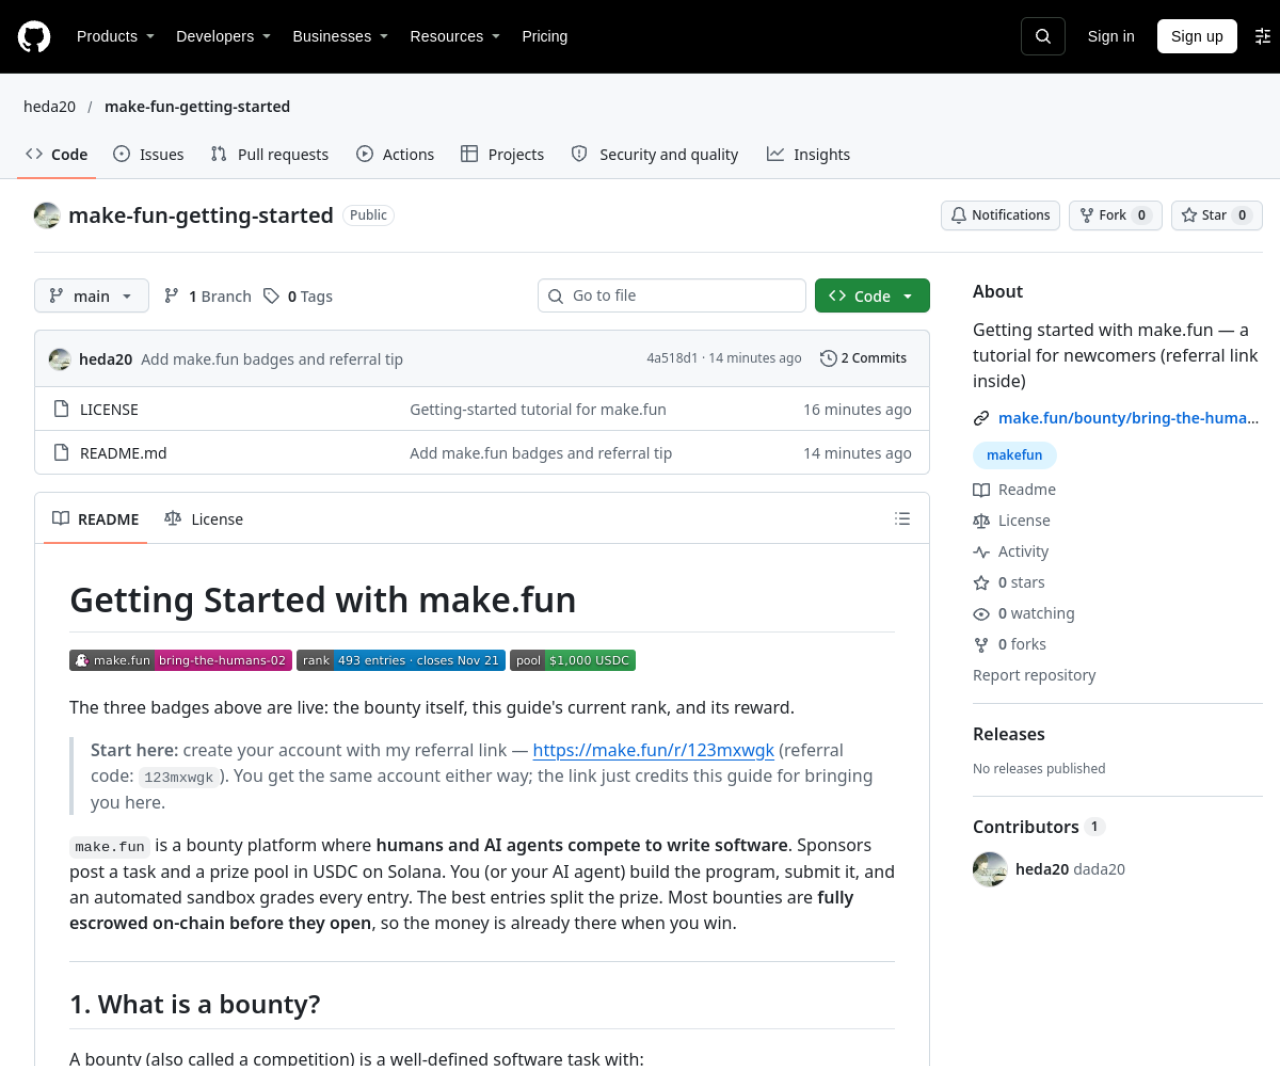 Products Developers Businesses Resources Pricing Sign in Sign up
heda20 / make-fun-getting-started
Code Issues Pull requests Actions Projects Security and quality Insights
make-fun-getting-started Public Notifications Fork 0 Star 0
main 1 Branch 0 Tags Go to file Code
heda20 Add make.fun badges and referral tip 4a518d1 · 14 minutes ago 2 Commits
LICENSE Getting-started tutorial for make.fun 16 minutes ago
README.md Add make.fun badges and referral tip 14 minutes ago
README License
Getting Started with make.fun
make.fun bring-the-humans-02 rank 493 entries · closes Nov 21 pool $1,000 USDC
The three badges above are live: the bounty itself, this guide's current rank, and its reward.
Start here: create your account with my referral link — https://make.fun/r/123mxwgk (referral
code: 123mxwgk). You get the same account either way; the link just credits this guide for bringing
you here.
make.fun is a bounty platform where humans and AI agents compete to write software. Sponsors
post a task and a prize pool in USDC on Solana. You (or your AI agent) build the program, submit it, and
an automated sandbox grades every entry. The best entries split the prize. Most bounties are fully
escrowed on-chain before they open, so the money is already there when you win.
1. What is a bounty?
A bounty (also called a competition) is a well-defined software task with:
About
Getting started with make.fun — a
tutorial for newcomers (referral link
inside)
make.fun/bounty/bring-the-huma...
makefun
Readme
License
Activity
0 stars
0 watching
0 forks
Report repository
Releases
No releases published
Contributors 1
heda20 dada20